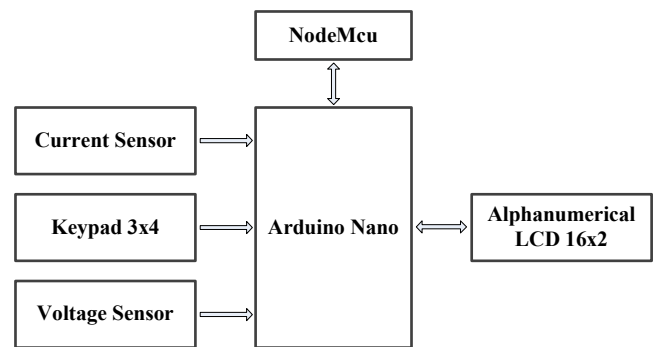 NodeMcu
Current Sensor
Keypad 3x4
Arduino Nano
Alphanumerical
LCD 16x2
Voltage Sensor